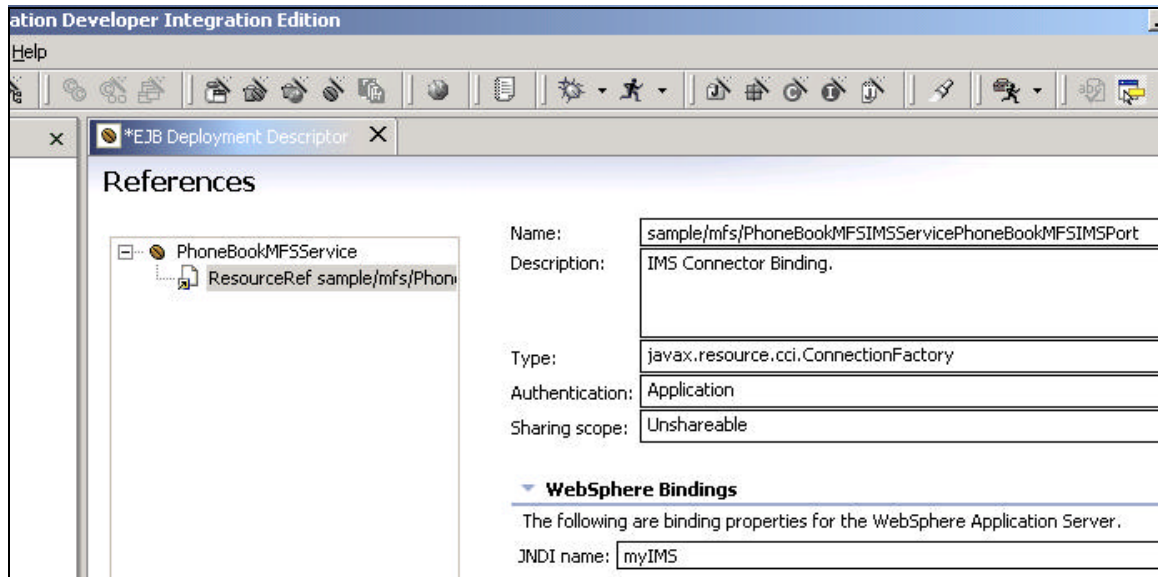 ation Developer Integration Edition
Help
*EJB Deployment Descriptor
References
PhoneBookMFSService
ResourceRef sample/mfs/Phon
Name: sample/mfs/PhoneBookMFSIMSServicePhoneBookMFSIMSPort
Description: IMS Connector Binding.
Type: javax.resource.cci.ConnectionFactory
Authentication: Application
Sharing scope: Unshareable
WebSphere Bindings
The following are binding properties for the WebSphere Application Server.
JNDI name: myIMS